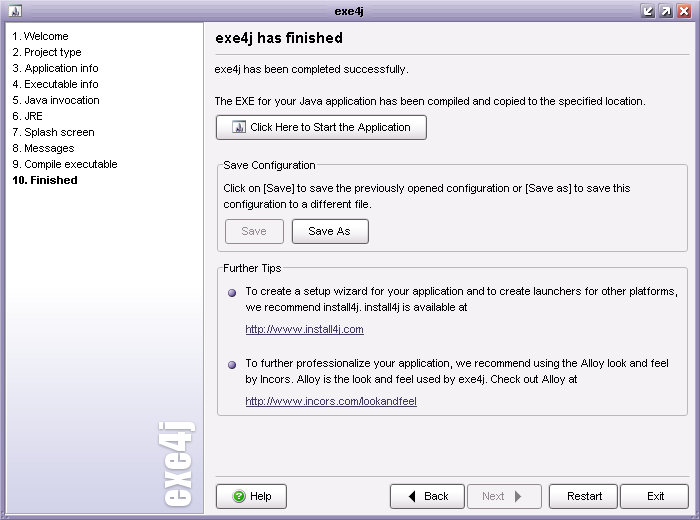 exe4j
1. Welcome
2. Project type
3. Application info
4. Executable info
5. Java invocation
6. JRE
7. Splash screen
8. Messages
9. Compile executable
10. Finished
exe4j
exe4j has finished
exe4j has been completed successfully.
The EXE for your Java application has been compiled and copied to the specified location.
Click Here to Start the Application
Save Configuration
Click on [Save] to save the previously opened configuration or [Save as] to save this
configuration to a different file.
Save Save As
Further Tips
To create a setup wizard for your application and to create launchers for other platforms,
we recommend install4j. install4j is available at
http://www.install4j.com
To further professionalize your application, we recommend using the Alloy look and feel
by Incors. Alloy is the look and feel used by exe4j. Check out Alloy at
http://www.incors.com/lookandfeel
Help Back Next Restart Exit